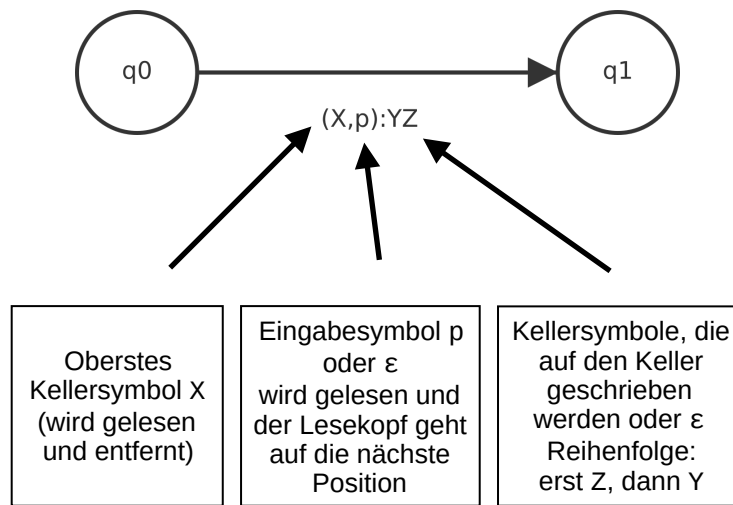 q0
q1
(X,p):YZ
Oberstes
Kellersymbol X
(wird gelesen
und entfernt)
Eingabesymbol p
oder ε
wird gelesen und
der Lesekopf geht
auf die nächste
Position
Kellersymbole, die
auf den Keller
geschrieben
werden oder ε
Reihenfolge:
erst Z, dann Y